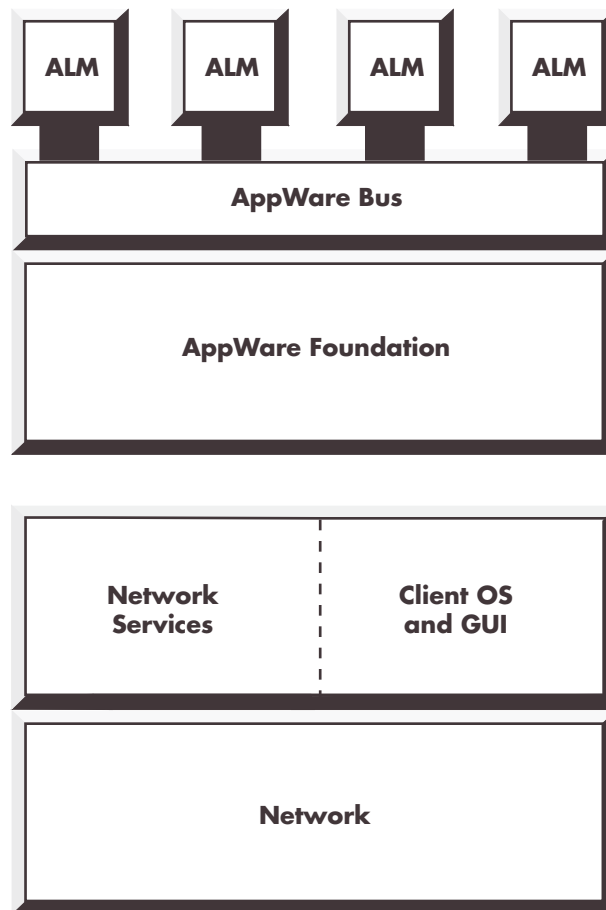 ALM ALM ALM ALM
AppWare Bus
AppWare Foundation
Network
Services
Client OS
and GUI
Network